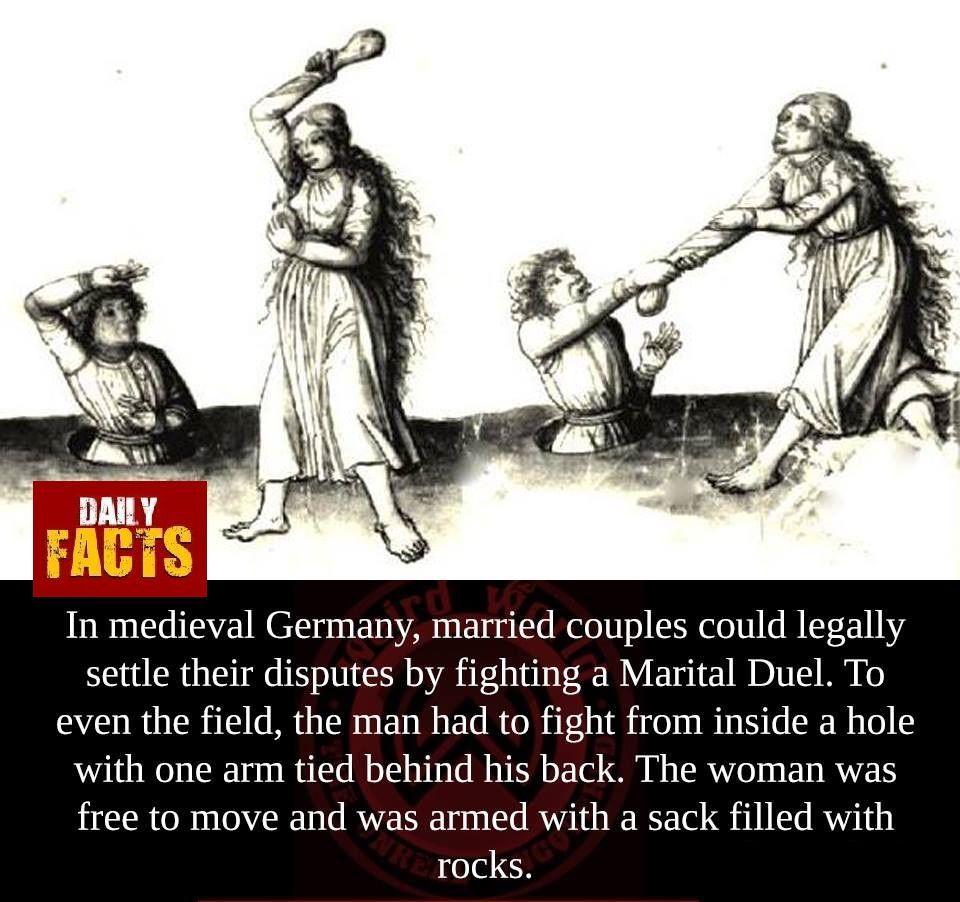 DAILY
FACTS
In medieval Germany, married couples could legally
settle their disputes by fighting a Marital Duel. To
even the field, the man had to fight from inside a hole
with one arm tied behind his back. The woman was
free to move and was armed with a sack filled with
rocks.